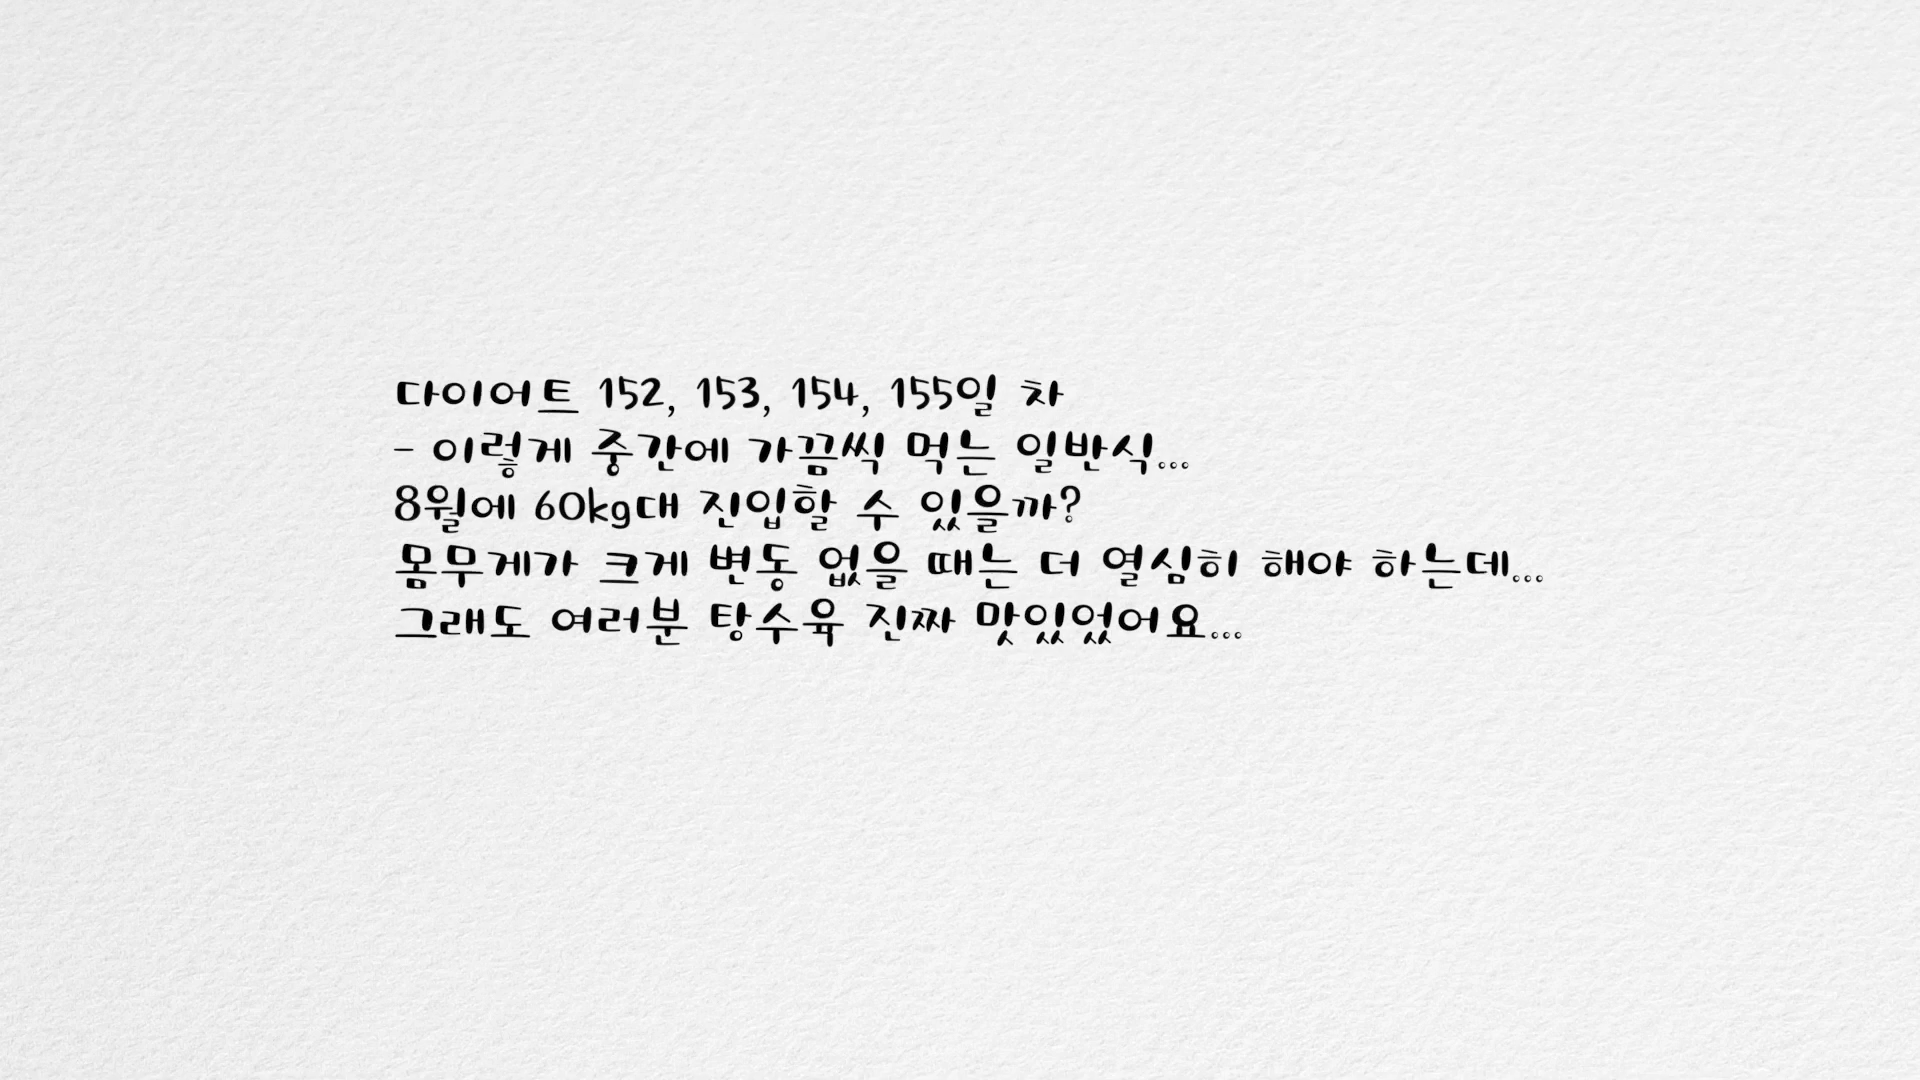 다이어트 152, 153, 154, 155일 차
- 이렇게 중간에 가끔씩 먹는 일반식...
8월에 60kg대 진입할 수 있을까?
몸무게가 크게 변동 없을 때는 더 열심히 해야 하는데...
그래도 여러분 탕수육 진짜 맛있었어요...